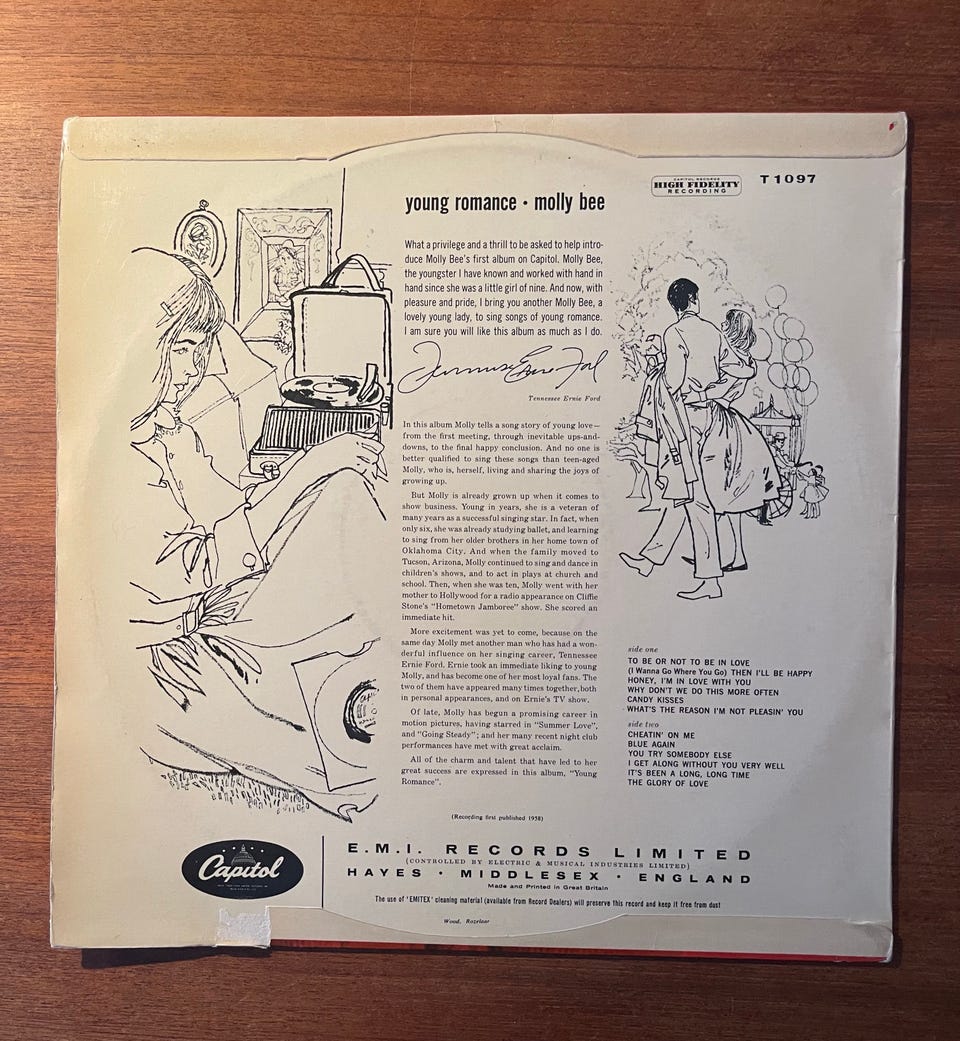 CAPITOL RECORDS
HIGH FIDELITY
RECORDING
T 1097
young romance • molly bee
What a privilege and a thrill to be asked to help intro-
duce Molly Bee's first album on Capitol. Molly Bee,
the youngster I have known and worked with hand in
hand since she was a little girl of nine. And now, with
pleasure and pride, I bring you another Molly Bee, a
lovely young lady, to sing songs of young romance.
I am sure you will like this album as much as I do.
Tennessee Ernie Ford
Tennessee Ernie Ford
In this album Molly tells a song story of young love—
from the first meeting, through inevitable ups-and-
downs, to the final happy conclusion. And no one is
better qualified to sing these songs than teen-aged
Molly, who is, herself, living and sharing the joys of
growing up.
But Molly is already grown up when it comes to
show business. Young in years, she is a veteran of
many years as a successful singing star. In fact, when
only six, she was already studying ballet, and learning
to sing from her older brothers in her home town of
Oklahoma City. And when the family moved to
Tucson, Arizona, Molly continued to sing and dance in
children's shows, and to act in plays at church and
school. Then, when she was ten, Molly went with her
mother to Hollywood for a radio appearance on Cliffie
Stone's "Hometown Jamboree" show. She scored an
immediate hit.
More excitement was yet to come, because on the
same day Molly met another man who has had a won-
derful influence on her singing career, Tennessee
Ernie Ford. Ernie took an immediate liking to young
Molly, and has become one of her most loyal fans. The
two of them have appeared many times together, both
in personal appearances, and on Ernie's TV show.
Of late, Molly has begun a promising career in
motion pictures, having starred in "Summer Love",
and "Going Steady"; and her many recent night club
performances have met with great acclaim.
All of the charm and talent that have led to her
great success are expressed in this album, "Young
Romance".
side one
TO BE OR NOT TO BE IN LOVE
(I Wanna Go Where You Go) THEN I'LL BE HAPPY
HONEY, I'M IN LOVE WITH YOU
WHY DON'T WE DO THIS MORE OFTEN
CANDY KISSES
WHAT'S THE REASON I'M NOT PLEASIN' YOU
side two
CHEATIN' ON ME
BLUE AGAIN
YOU TRY SOMEBODY ELSE
I GET ALONG WITHOUT YOU VERY WELL
IT'S BEEN A LONG, LONG TIME
THE GLORY OF LOVE
(Recording first published 1958)
Capitol
E.M.I. RECORDS LIMITED
(CONTROLLED BY ELECTRIC & MUSICAL INDUSTRIES LIMITED)
HAYES • MIDDLESEX • ENGLAND
Made and Printed in Great Britain
The use of 'EMITEX' cleaning material (available from Record Dealers) will preserve this record and keep it free from dust